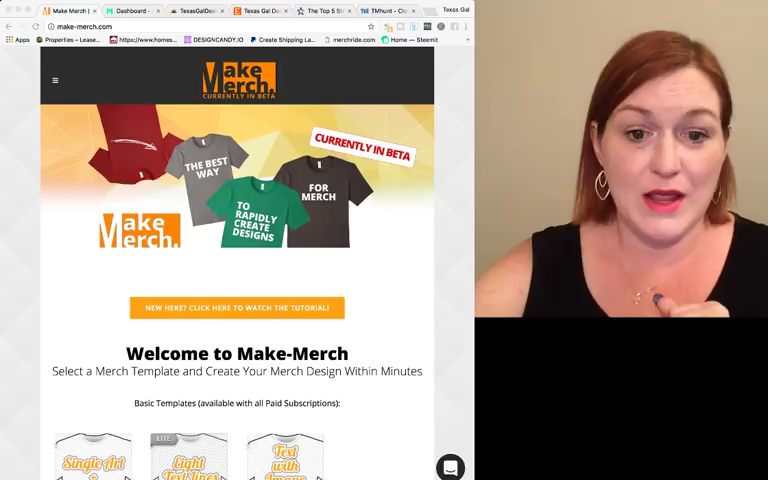 Make Merch |
Dashboard -
TexasGalDesi
Texas Gal Des
The Top 5 St
TMhunt - Ch
Texas Gal
make-merch.com
Apps
Properties – Lease
https://www.homes
DESIGNCANDY.IO
Create Shipping La
merchride.com
Home — Steemit
Make
Merch.
CURRENTLY IN BETA
CURRENTLY IN BETA
THE BEST
WAY
FOR
MERCH
TO
RAPIDLY
CREATE
DESIGNS
Make
Merch.
NEW HERE? CLICK HERE TO WATCH THE TUTORIAL!
Welcome to Make-Merch
Select a Merch Template and Create Your Merch Design Within Minutes
Basic Templates (available with all Paid Subscriptions):
LITE
Single Art
+
Eight
Text Lines
Text
with
Image